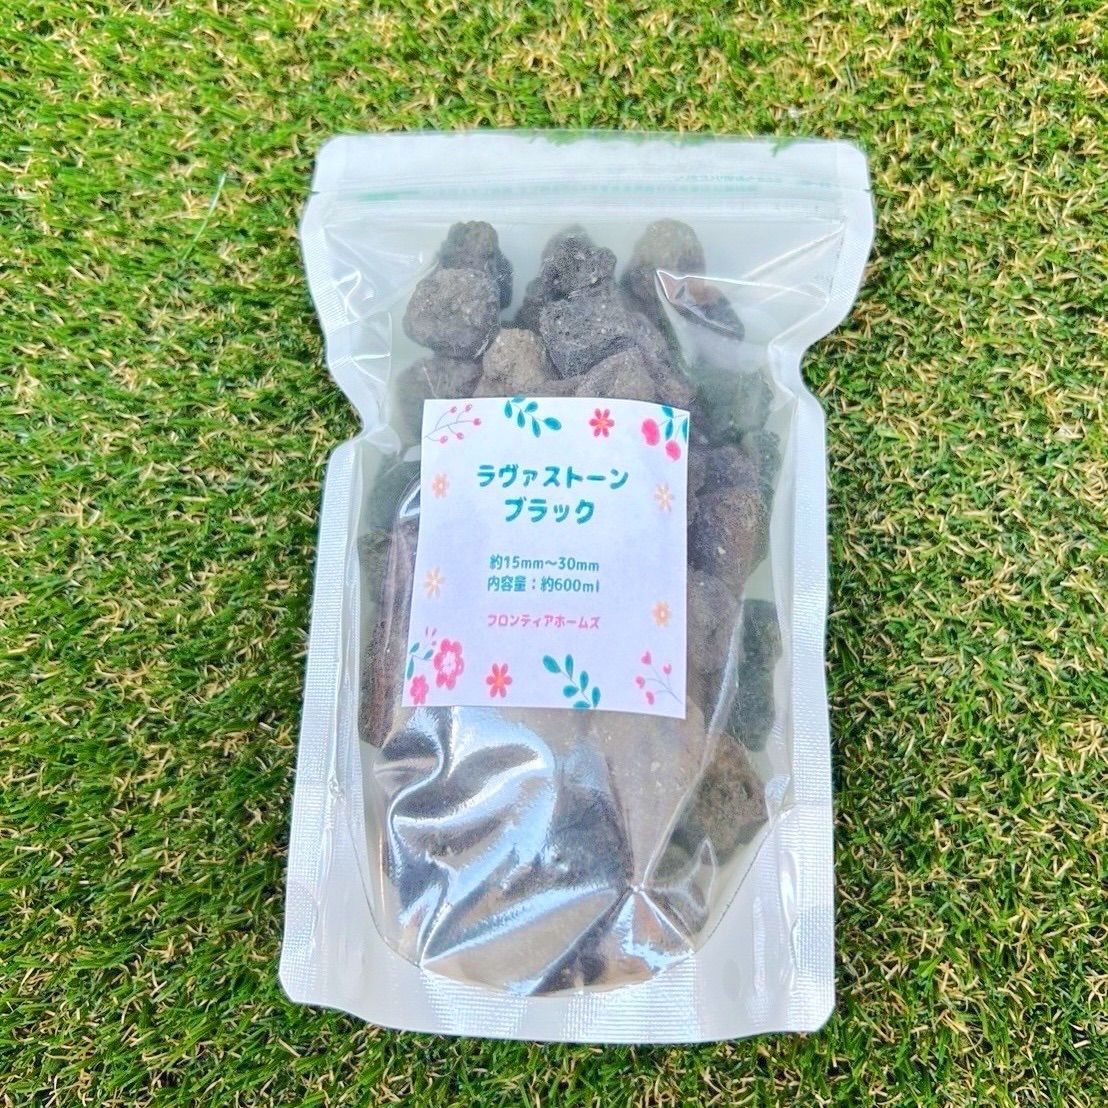 ラヴァストーン
ブラック
約15mm〜30mm
内容量：約600ml
フロンティアホームズ